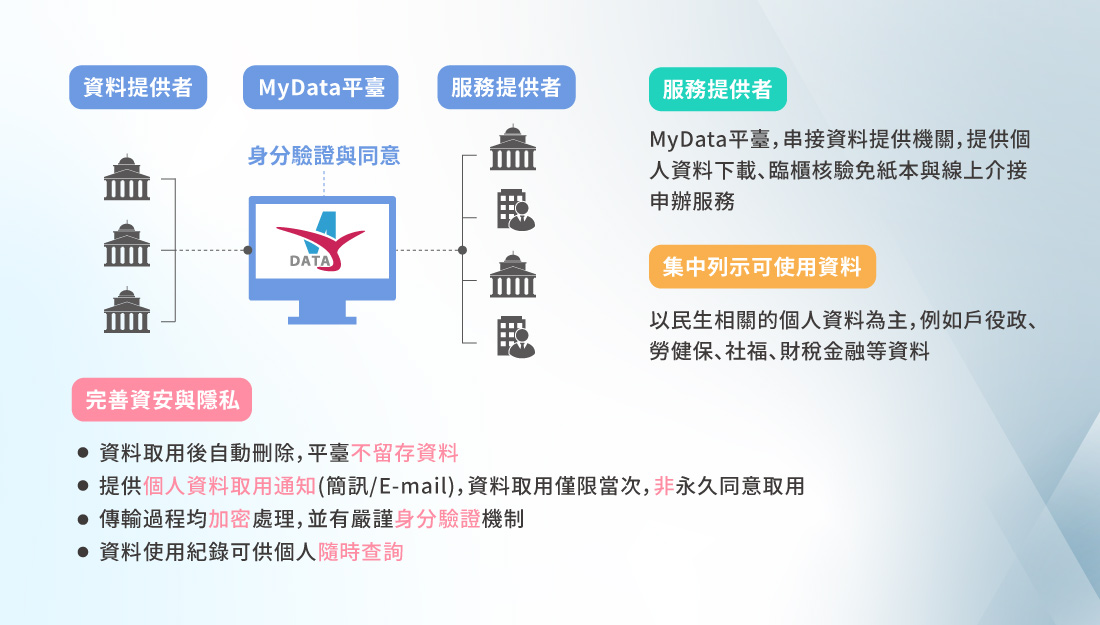 資料提供者
MyData平臺
服務提供者
身分驗證與同意
DATA
服務提供者
MyData平臺,串接資料提供機關,提供個
人資料下載、臨櫃核驗免紙本與線上介接
申辦服務
集中列示可使用資料
以民生相關的個人資料為主,例如戶役政、
勞健保、社福、財稅金融等資料
完善資安與隱私
● 資料取用後自動刪除,平臺不留存資料
● 提供個人資料取用通知(簡訊/E-mail),資料取用僅限當次,非永久同意取用
● 傳輸過程均加密處理,並有嚴謹身分驗證機制
● 資料使用紀錄可供個人隨時查詢